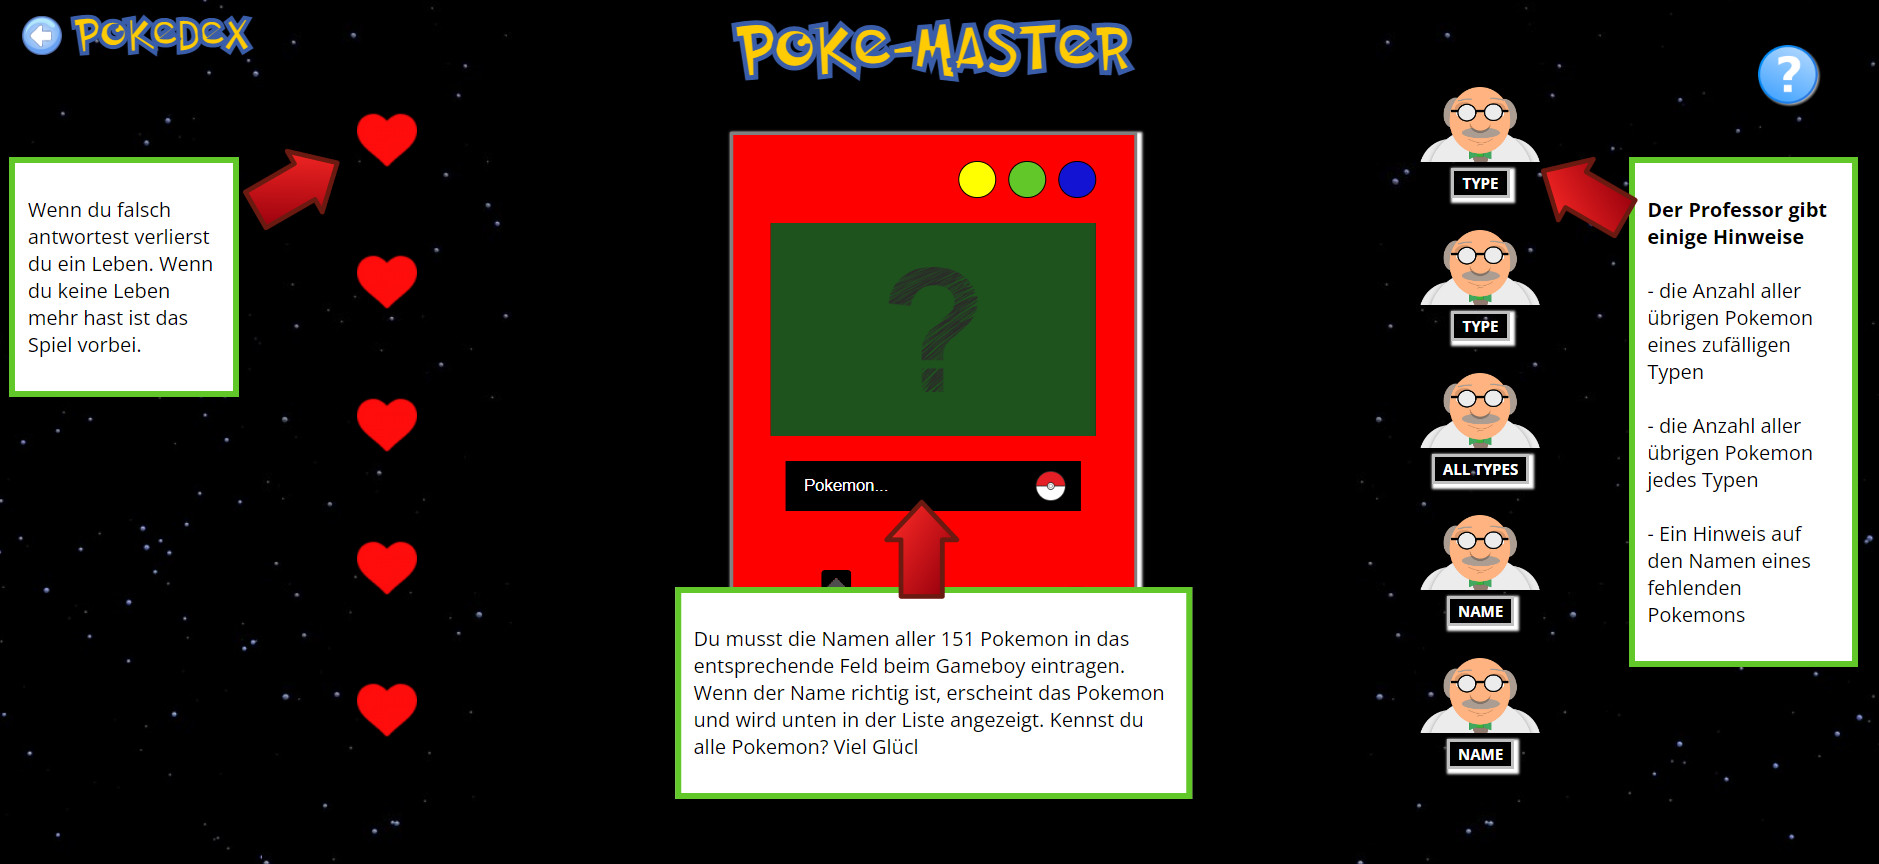 POKeDeX
POKe-MASTeR
Wenn du falsch
antwortest verlierst
du ein Leben. Wenn
du keine Leben
mehr hast ist das
Spiel vorbei.
Pokemon...
Du musst die Namen aller 151 Pokemon in das
entsprechende Feld beim Gameboy eintragen.
Wenn der Name richtig ist, erscheint das Pokemon
und wird unten in der Liste angezeigt. Kennst du
alle Pokemon? Viel Glücl
TYPE
TYPE
ALL TYPES
NAME
NAME
?
?
Der Professor gibt
einige Hinweise
- die Anzahl aller
übrigen Pokemon
eines zufälligen
Typen
- die Anzahl aller
übrigen Pokemon
jedes Typen
- Ein Hinweis auf
den Namen eines
fehlenden
Pokemons